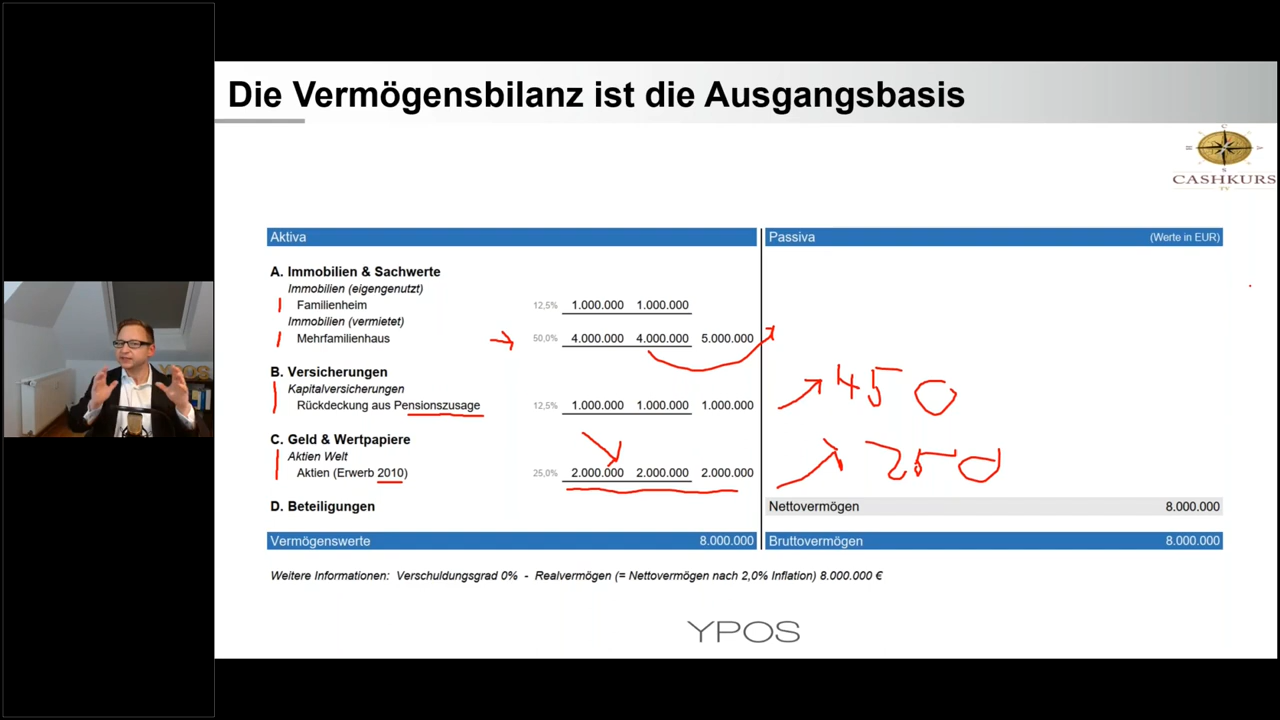 Die Vermögensbilanz ist die Ausgangsbasis
CASHKURS
Aktiva
Passiva (Werte in EUR)
A. Immobilien & Sachwerte
Immobilien (eigengenutzt)
Familienheim 12,5% 1.000.000 1.000.000
Immobilien (vermietet)
Mehrfamilienhaus 50,0% 4.000.000 4.000.000 5.000.000
B. Versicherungen
Kapitalversicherungen
Rückdeckung aus Pensionszusage 12,5% 1.000.000 1.000.000 1.000.000
450
C. Geld & Wertpapiere
Aktien Welt
Aktien (Erwerb 2010) 25,0% 2.000.000 2.000.000 2.000.000
250
D. Beteiligungen
Nettovermögen 8.000.000
Vermögenswerte 8.000.000
Bruttovermögen 8.000.000
Weitere Informationen: Verschuldungsgrad 0% - Realvermögen (= Nettovermögen nach 2,0% Inflation) 8.000.000 €
YPOS
YPOS